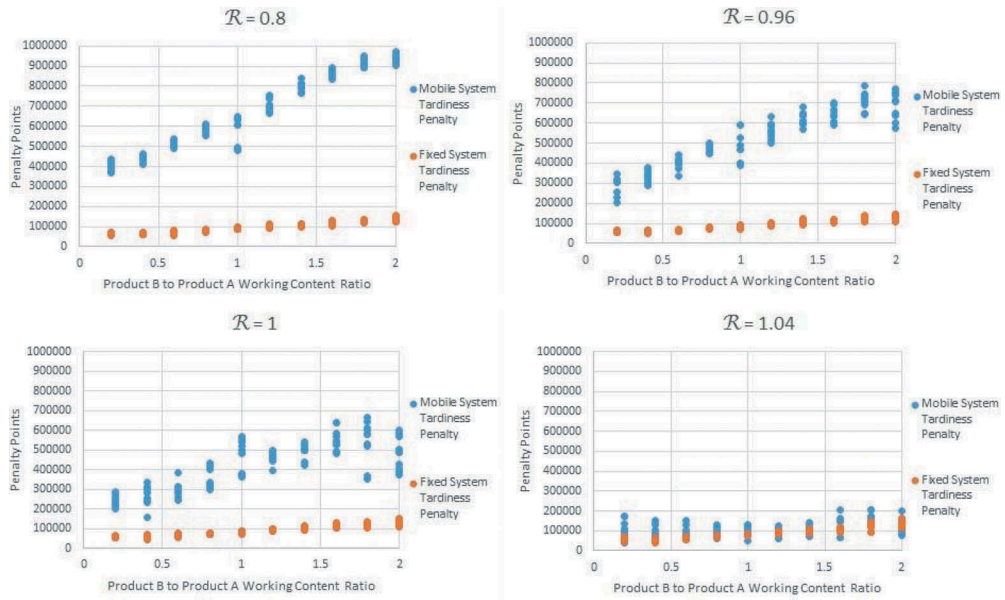 ℛ = 0.8
1000000
900000
800000
700000
600000
500000
400000
300000
200000
100000
0
0 0.5 1 1.5 2
Penalty Points
Product B to Product A Working Content Ratio
Mobile System
Tardiness
Penalty
Fixed System
Tardiness
Penalty
ℛ = 0.96
1000000
900000
800000
700000
600000
500000
400000
300000
200000
100000
0
0 0.5 1 1.5 2
Penalty Points
Product B to Product A Working Content Ratio
Mobile System
Tardiness
Penalty
Fixed System
Tardiness
Penalty
ℛ = 1
1000000
900000
800000
700000
600000
500000
400000
300000
200000
100000
0
0 0.5 1 1.5 2
Penalty Points
Product B to Product A Working Content Ratio
Mobile System
Tardiness
Penalty
Fixed System
Tardiness
Penalty
ℛ = 1.04
1000000
900000
800000
700000
600000
500000
400000
300000
200000
100000
0
0 0.5 1 1.5 2
Penalty Points
Product B to Product A Working Content Ratio
Mobile System
Tardiness
Penalty
Fixed System
Tardiness
Penalty